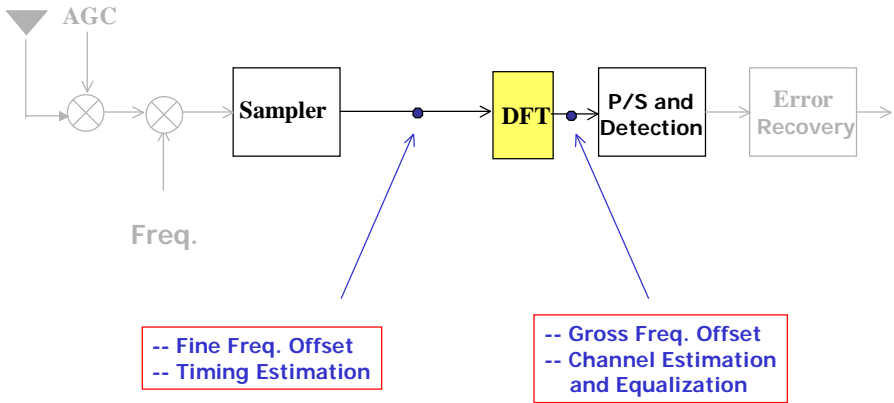 AGC
Sampler
DFT
P/S and
Detection
Error
Recovery
Freq.
-- Fine Freq. Offset
-- Timing Estimation
-- Gross Freq. Offset
-- Channel Estimation
and Equalization